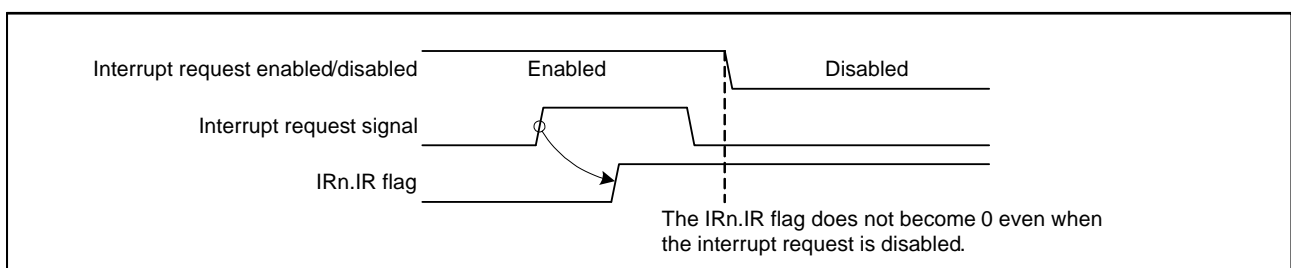 Interrupt request enabled/disabled Enabled Disabled
Interrupt request signal
IRn.IR flag
The IRn.IR flag does not become 0 even when
the interrupt request is disabled.